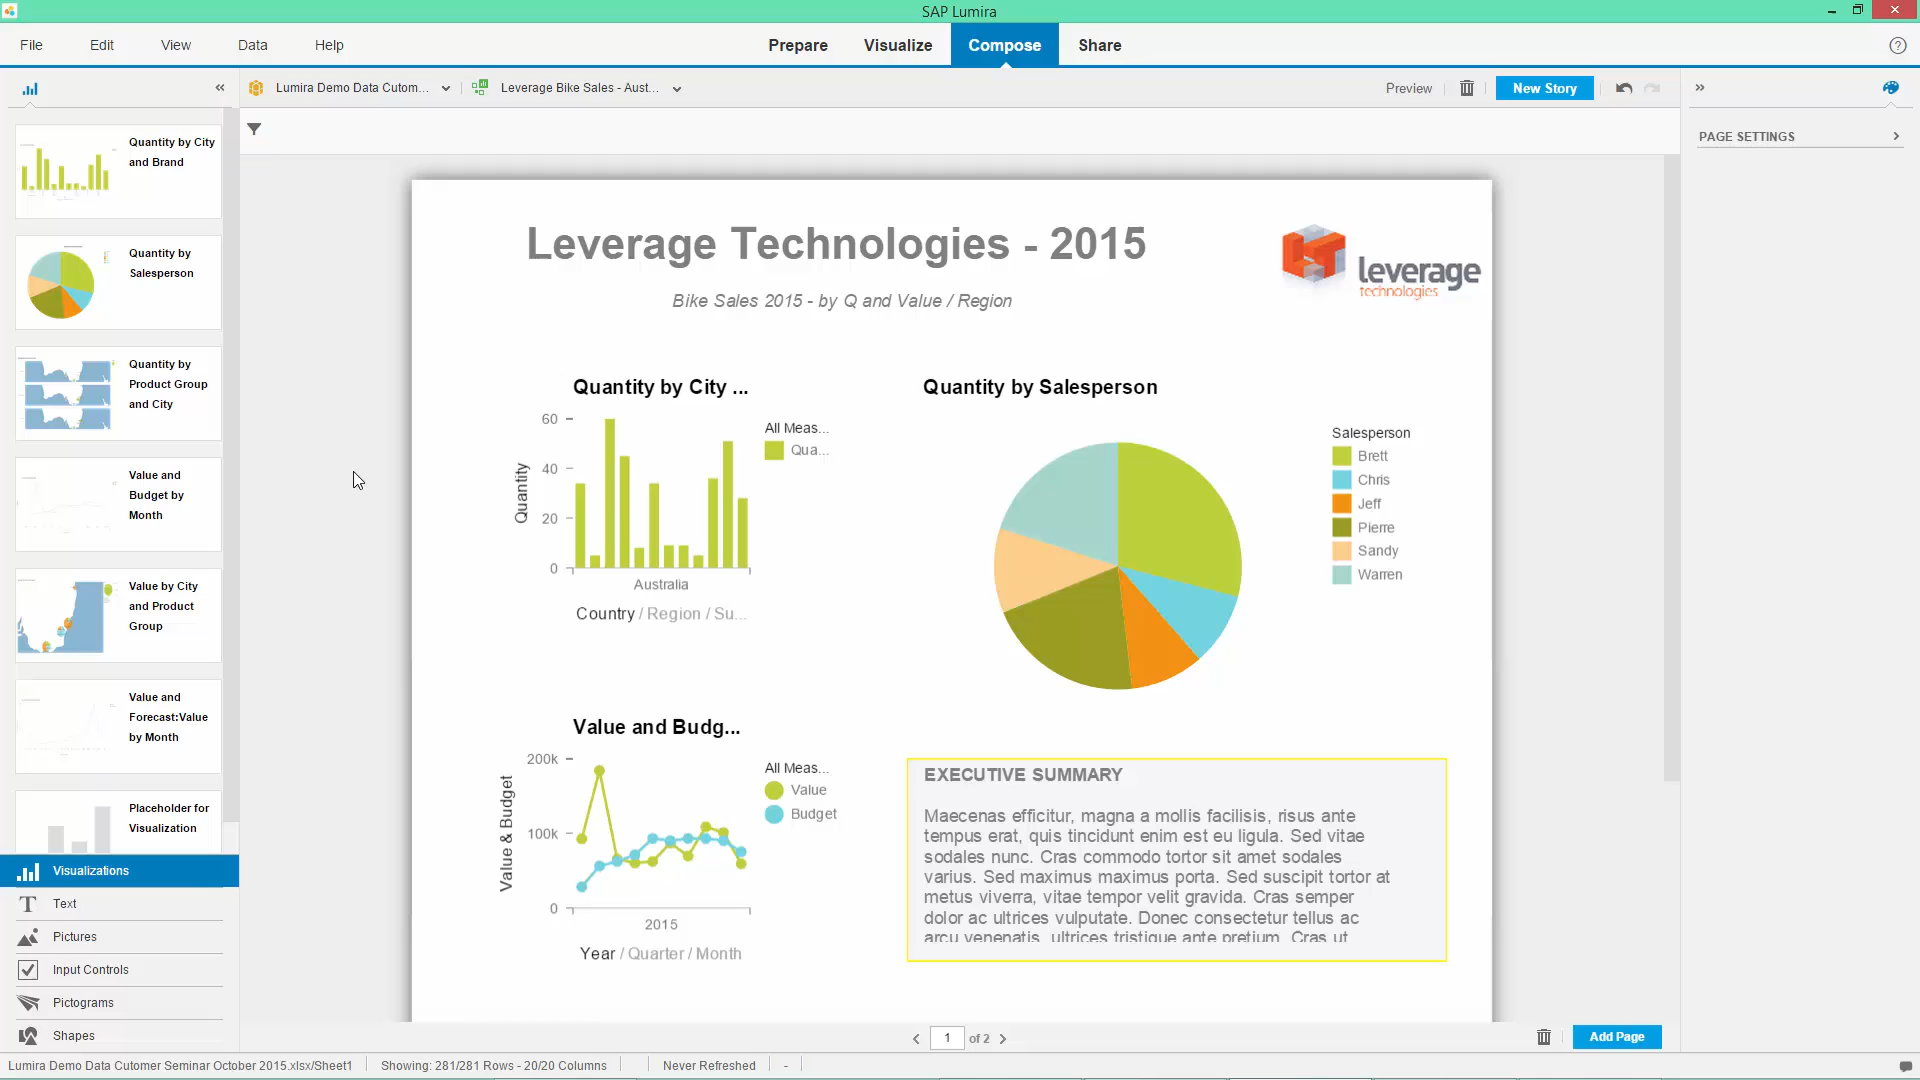 SAP Lumira
File
Edit
View
Data
Help
Prepare
Visualize
Compose
Share
Lumira Demo Data Cutom...
Leverage Bike Sales - Aust...
Preview
New Story
PAGE SETTINGS
Quantity by City
and Brand
Quantity by
Salesperson
Quantity by
Product Group
and City
Value and
Budget by
Month
Value by City
and Product
Group
Value and
Forecast:Value
by Month
Placeholder for
Visualization
Visualizations
Text
Pictures
Input Controls
Pictograms
Shapes
Leverage Technologies - 2015
Bike Sales 2015 - by Q and Value / Region
leverage
technologies
Quantity by City ...
60
40
20
0
Quantity
Australia
Country / Region / Su...
All Meas...
Qua...
Quantity by Salesperson
Salesperson
Brett
Chris
Jeff
Pierre
Sandy
Warren
Value and Budg...
200k
100k
0
Value & Budget
2015
Year / Quarter / Month
All Meas...
Value
Budget
EXECUTIVE SUMMARY
Maecenas efficitur, magna a mollis facilisis, risus ante
tempus erat, quis tincidunt enim est eu ligula. Sed vitae
sodales nunc. Cras commodo tortor sit amet sodales
varius. Sed maximus maximus porta. Sed suscipit tortor at
metus viverra, vitae tempor velit gravida. Cras semper
dolor ac ultrices vulputate. Donec consectetur tellus ac
arcu venenatis, ultrices tristique ante pretium. Cras ut
1 of 2
Add Page
Lumira Demo Data Cutomer Seminar October 2015.xlsx/Sheet1
Showing: 281/281 Rows - 20/20 Columns
Never Refreshed
-